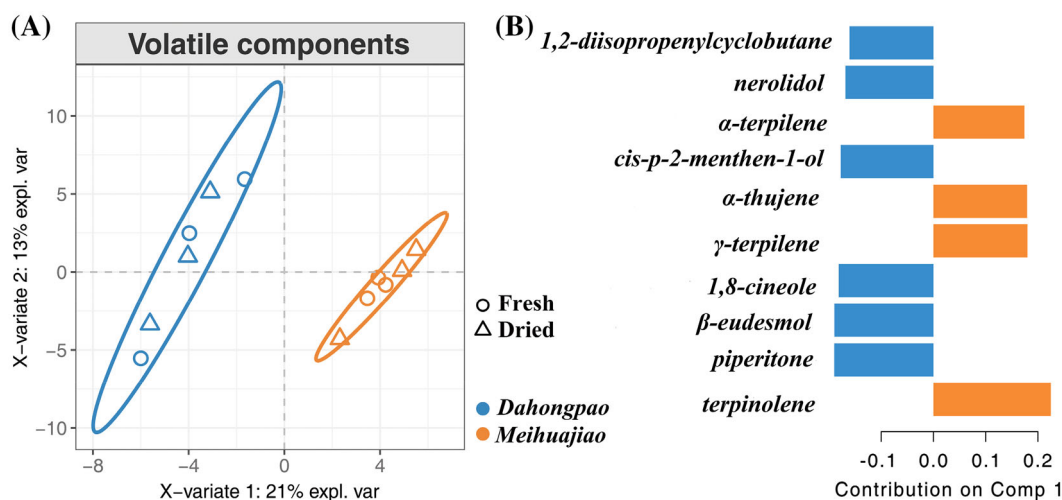 (A)
Volatile components
X-variate 2: 13% expl. var
10
5
0
−5
−10
−8
−4
0
4
X-variate 1: 21% expl. var
Fresh
Dried
Dahongpao
Meihuajiao
(B)
1,2-diisopropenylcyclobutane
nerolidol
α-terpilene
cis-p-2-menthen-1-ol
α-thujene
γ-terpilene
1,8-cineole
β-eudesmol
piperitone
terpinolene
-0.1 0.0 0.1 0.2
Contribution on Comp 1